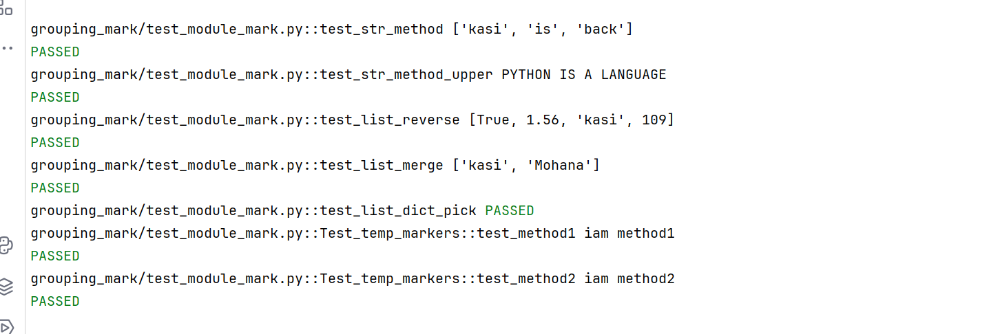 grouping_mark/test_module_mark.py::test_str_method ['kasi', 'is', 'back']
PASSED
grouping_mark/test_module_mark.py::test_str_method_upper PYTHON IS A LANGUAGE
PASSED
grouping_mark/test_module_mark.py::test_list_reverse [True, 1.56, 'kasi', 109]
PASSED
grouping_mark/test_module_mark.py::test_list_merge ['kasi', 'Mohana']
PASSED
grouping_mark/test_module_mark.py::test_list_dict_pick PASSED
grouping_mark/test_module_mark.py::Test_temp_markers::test_method1 iam method1
PASSED
grouping_mark/test_module_mark.py::Test_temp_markers::test_method2 iam method2
PASSED